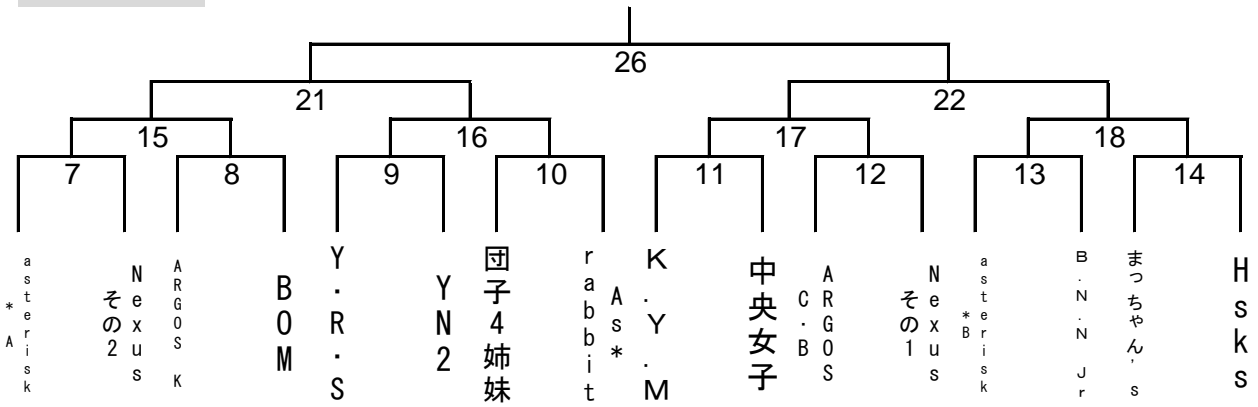 26
21
22
15
16
17
18
7
8
9
10
11
12
13
14
asterisk
*A
Nexus
その2
ARGOS K
BOM
Y・R・S
YN2
団子4姉妹
rabbit
As*
K.Y.M
中央女子
ARGOS
C・B
Nexus
その1
asterisk
*B
B.N.N Jr
まっちゃん's
Hsks